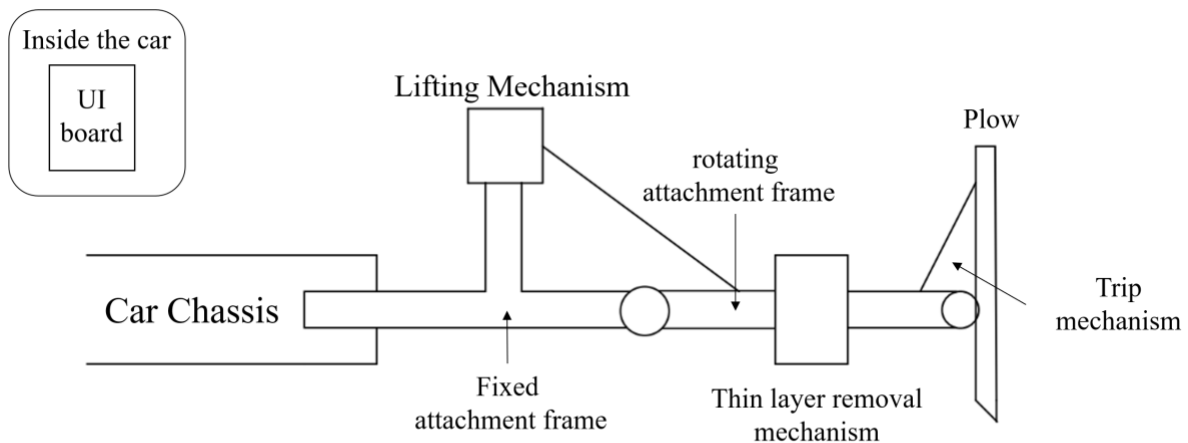 Inside the car
UI
board
Lifting Mechanism
Plow
rotating
attachment frame
Car Chassis
Trip
mechanism
Fixed
attachment frame
Thin layer removal
mechanism